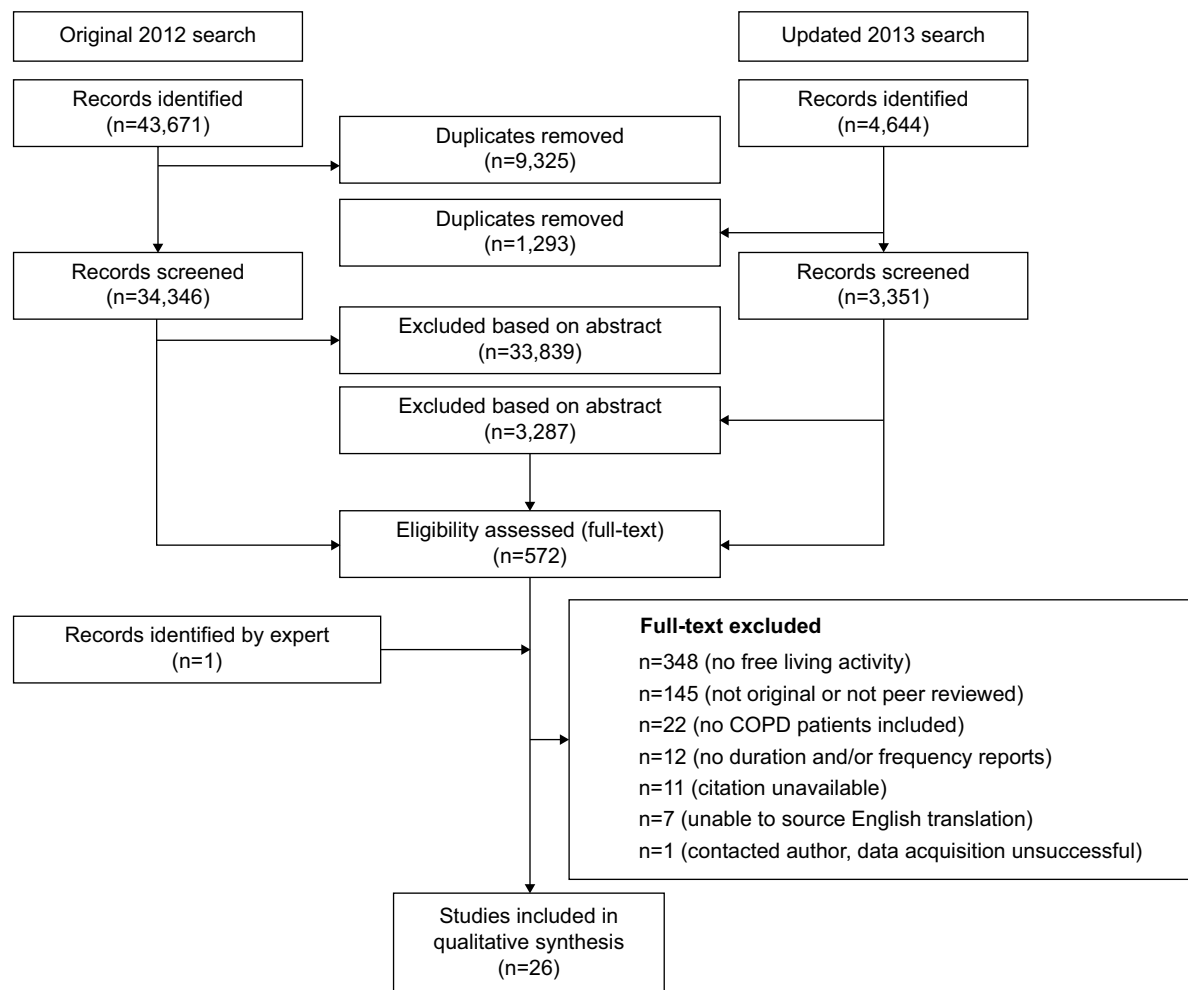 Original 2012 search
Updated 2013 search
Records identified
(n=43,671)
Records identified
(n=4,644)
Duplicates removed
(n=9,325)
Duplicates removed
(n=1,293)
Records screened
(n=34,346)
Records screened
(n=3,351)
Excluded based on abstract
(n=33,839)
Excluded based on abstract
(n=3,287)
Eligibility assessed (full-text)
(n=572)
Records identified by expert
(n=1)
Full-text excluded
n=348 (no free living activity)
n=145 (not original or not peer reviewed)
n=22 (no COPD patients included)
n=12 (no duration and/or frequency reports)
n=11 (citation unavailable)
n=7 (unable to source English translation)
n=1 (contacted author, data acquisition unsuccessful)
Studies included in
qualitative synthesis
(n=26)